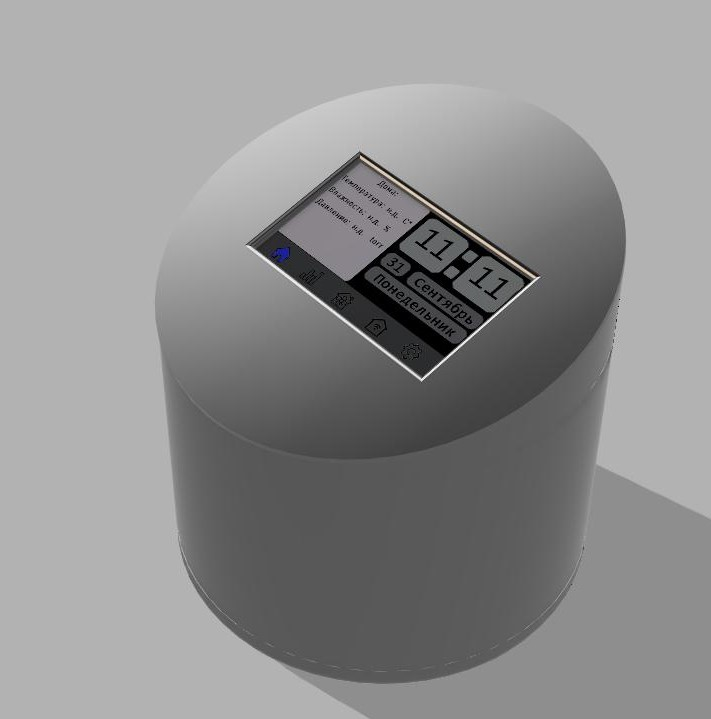 Дома:
Температура: н.д. C°
Влажность: н.д. %
Давление: н.д. torr
11:11
31 Сентябрь
Понедельник